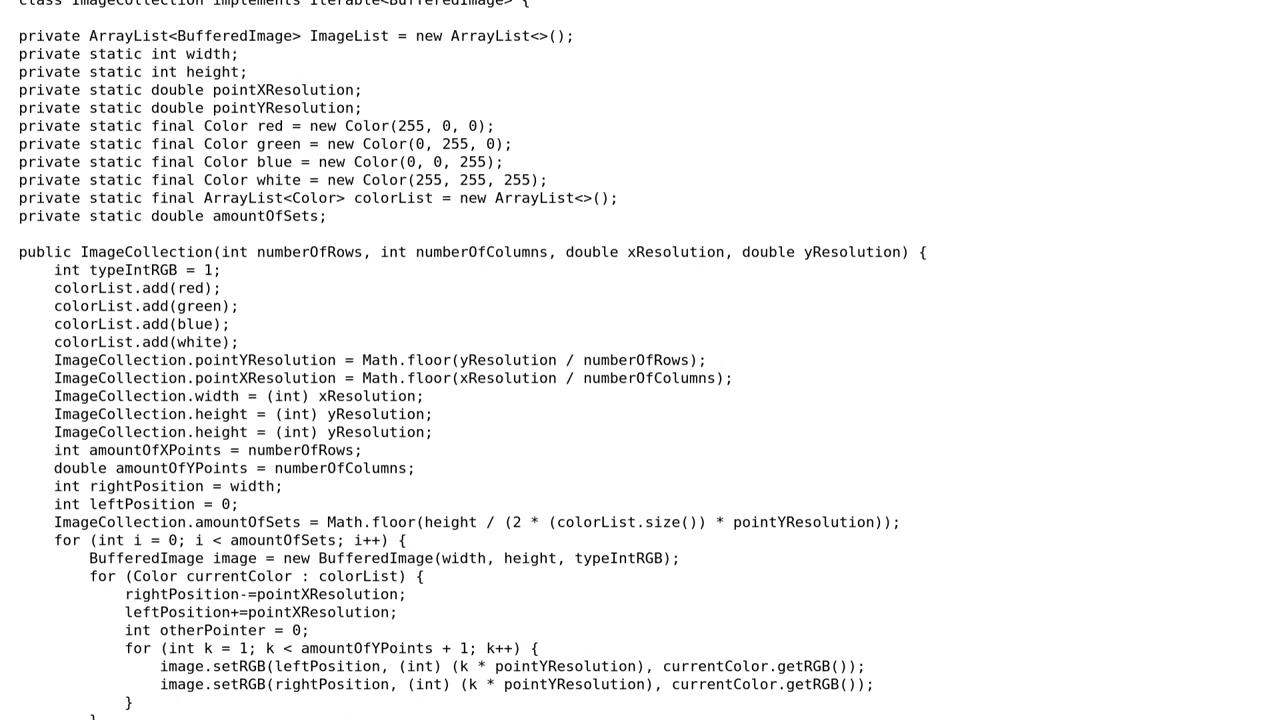 class ImageCollection implements Iterable<BufferedImage> {
private ArrayList<BufferedImage> ImageList = new ArrayList<>();
private static int width;
private static int height;
private static double pointXResolution;
private static double pointYResolution;
private static final Color red = new Color(255, 0, 0);
private static final Color green = new Color(0, 255, 0);
private static final Color blue = new Color(0, 0, 255);
private static final Color white = new Color(255, 255, 255);
private static final ArrayList<Color> colorList = new ArrayList<>();
private static double amountOfSets;
public ImageCollection(int numberOfRows, int numberOfColumns, double xResolution, double yResolution) {
    int typeIntRGB = 1;
    colorList.add(red);
    colorList.add(green);
    colorList.add(blue);
    colorList.add(white);
    ImageCollection.pointYResolution = Math.floor(yResolution / numberOfRows);
    ImageCollection.pointXResolution = Math.floor(xResolution / numberOfColumns);
    ImageCollection.width = (int) xResolution;
    ImageCollection.height = (int) yResolution;
    ImageCollection.height = (int) yResolution;
    int amountOfXPoints = numberOfRows;
    double amountOfYPoints = numberOfColumns;
    int rightPosition = width;
    int leftPosition = 0;
    ImageCollection.amountOfSets = Math.floor(height / (2 * (colorList.size()) * pointYResolution));
    for (int i = 0; i < amountOfSets; i++) {
        BufferedImage image = new BufferedImage(width, height, typeIntRGB);
        for (Color currentColor : colorList) {
            rightPosition-=pointXResolution;
            leftPosition+=pointXResolution;
            int otherPointer = 0;
            for (int k = 1; k < amountOfYPoints + 1; k++) {
                image.setRGB(leftPosition, (int) (k * pointYResolution), currentColor.getRGB());
                image.setRGB(rightPosition, (int) (k * pointYResolution), currentColor.getRGB());
            }
        }